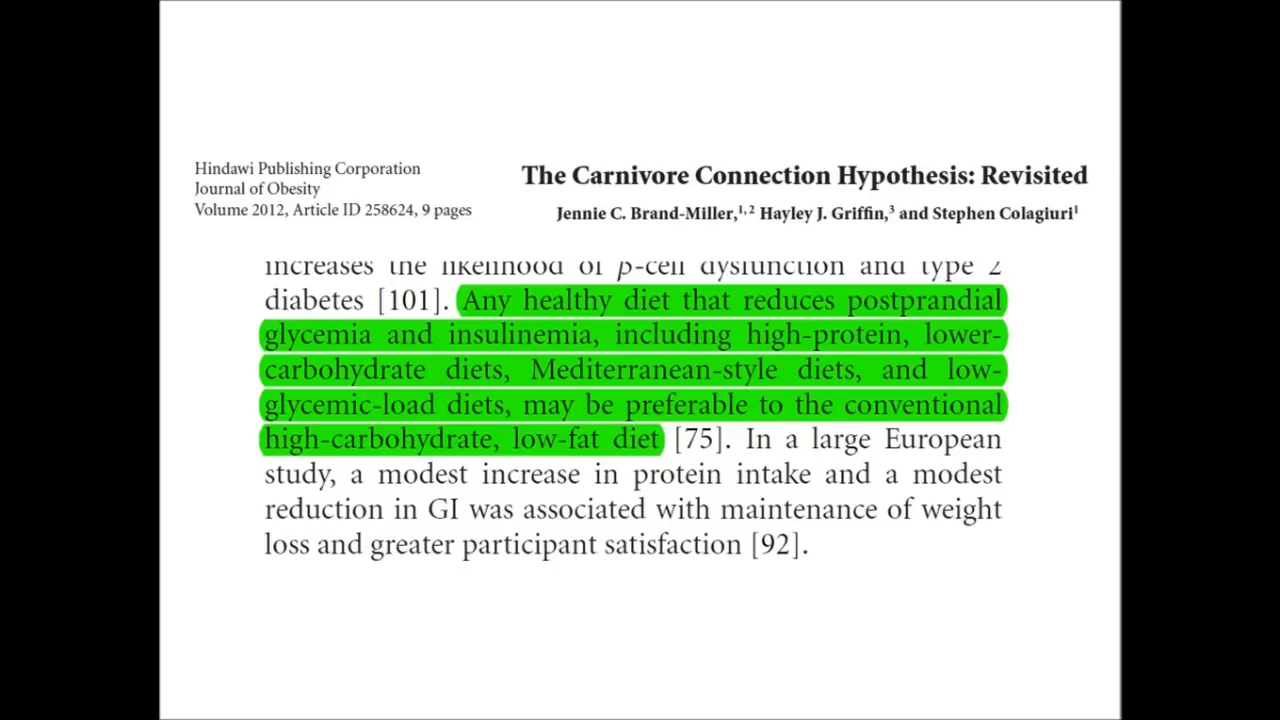 Hindawi Publishing Corporation
Journal of Obesity
Volume 2012, Article ID 258624, 9 pages
The Carnivore Connection Hypothesis: Revisited
Jennie C. Brand-Miller,1,2 Hayley J. Griffin,3 and Stephen Colagiuri1
increases the likelihood of β-cell dysfunction and type 2
diabetes [101]. Any healthy diet that reduces postprandial
glycemia and insulinemia, including high-protein, lower-
carbohydrate diets, Mediterranean-style diets, and low-
glycemic-load diets, may be preferable to the conventional
high-carbohydrate, low-fat diet [75]. In a large European
study, a modest increase in protein intake and a modest
reduction in GI was associated with maintenance of weight
loss and greater participant satisfaction [92].